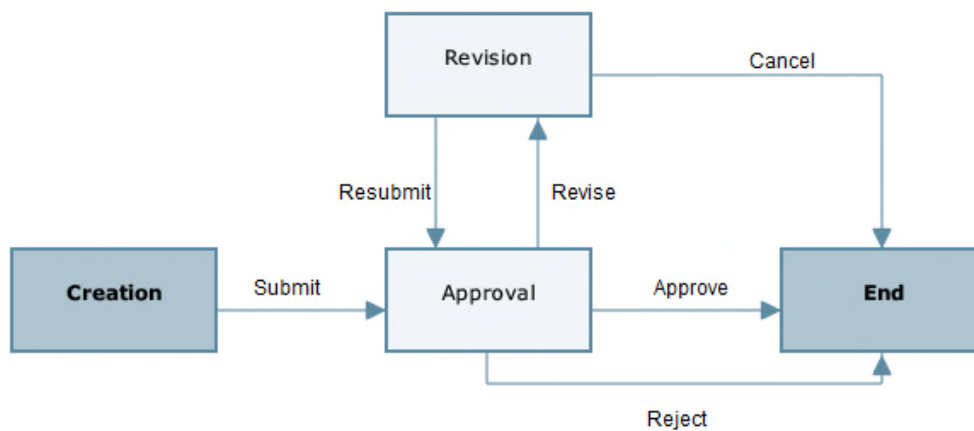 Revision
Cancel
Resubmit
Revise
Creation
Submit
Approval
Approve
End
Reject